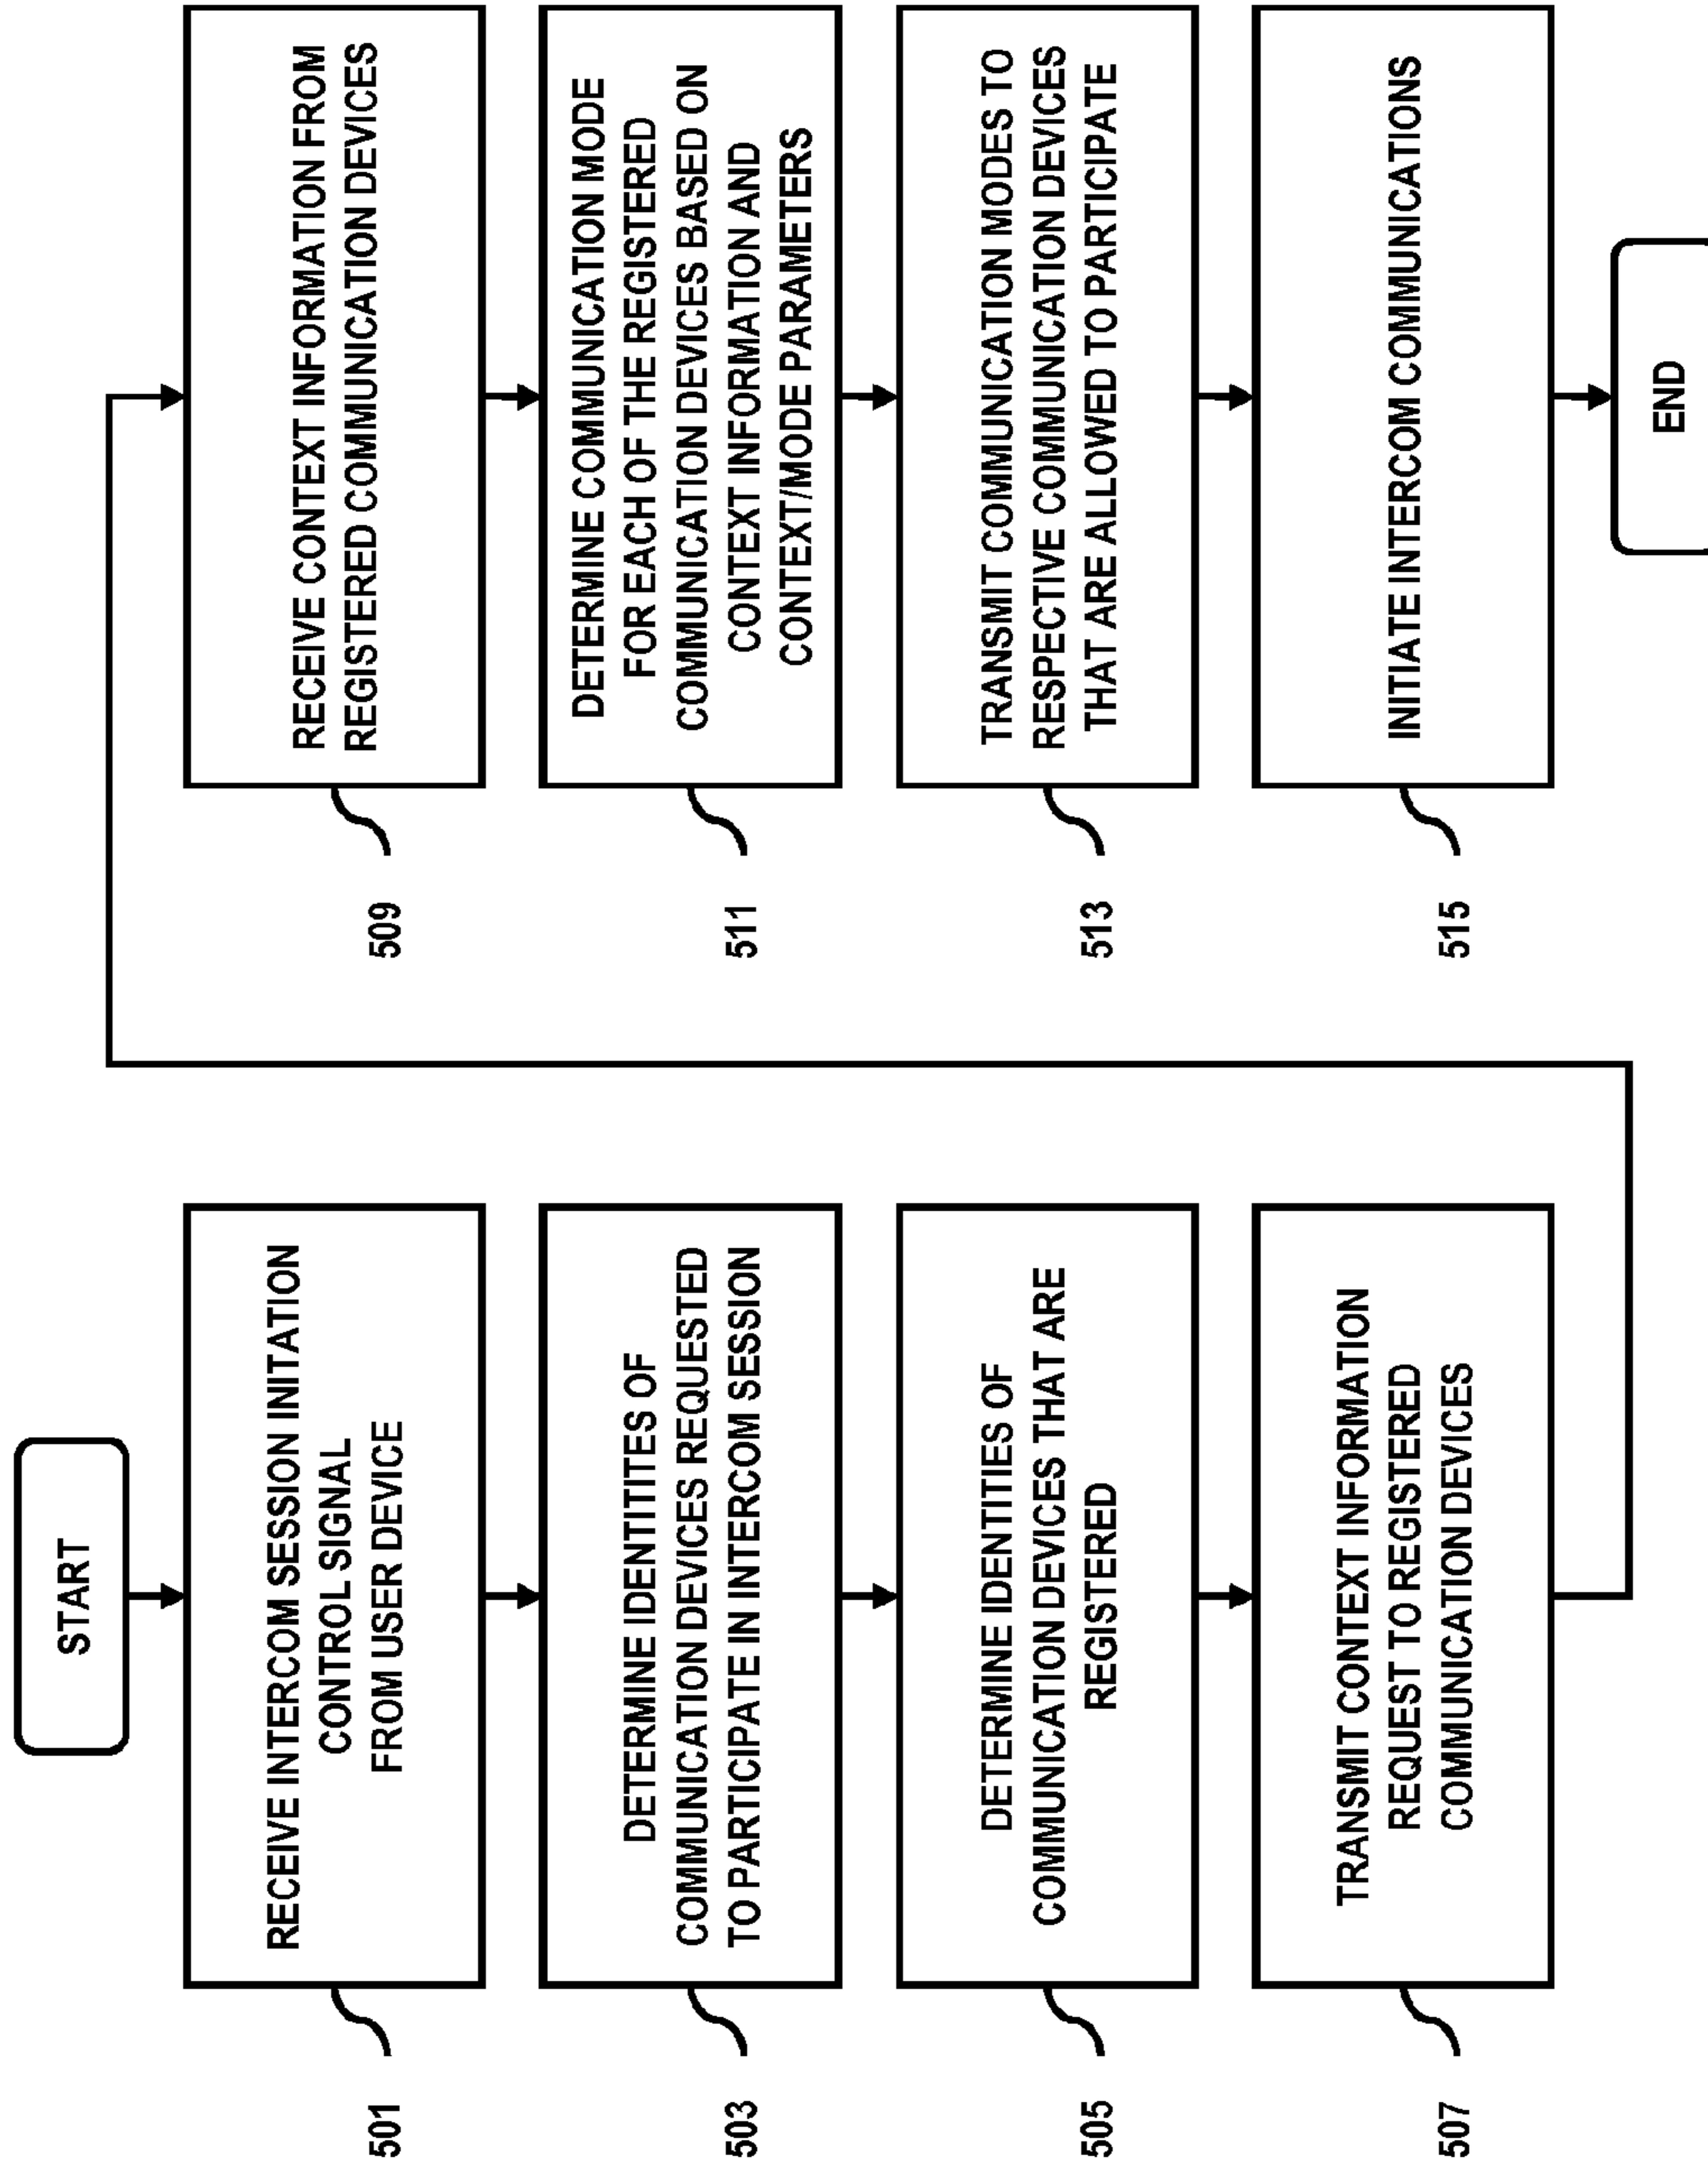 START
RECEIVE INTERCOM SESSION INITATION
CONTROL SIGNAL
FROM USER DEVICE
501
DETERMINE IDENTITITES OF
COMMUNICATION DEVICES REQUESTED
TO PARTICIPATE IN INTERCOM SESSION
503
DETERMINE IDENTITIES OF
COMMUNICATION DEVICES THAT ARE
REGISTERED
505
TRANSMIT CONTEXT INFORMATION
REQUEST TO REGISTERED
COMMUNICATION DEVICES
507
RECEIVE CONTEXT INFORMATION FROM
REGISTERED COMMUNICATION DEVICES
509
DETERMINE COMMUNICATION MODE
FOR EACH OF THE REGISTERED
COMMUNICATION DEVICES BASED ON
CONTEXT INFORMATION AND
CONTEXT/MODE PARAMETERS
511
TRANSMIT COMMUNICATION MODES TO
RESPECTIVE COMMUNICATION DEVICES
THAT ARE ALLOWED TO PARTICIPATE
513
INITIATE INTERCOM COMMUNICATIONS
515
END